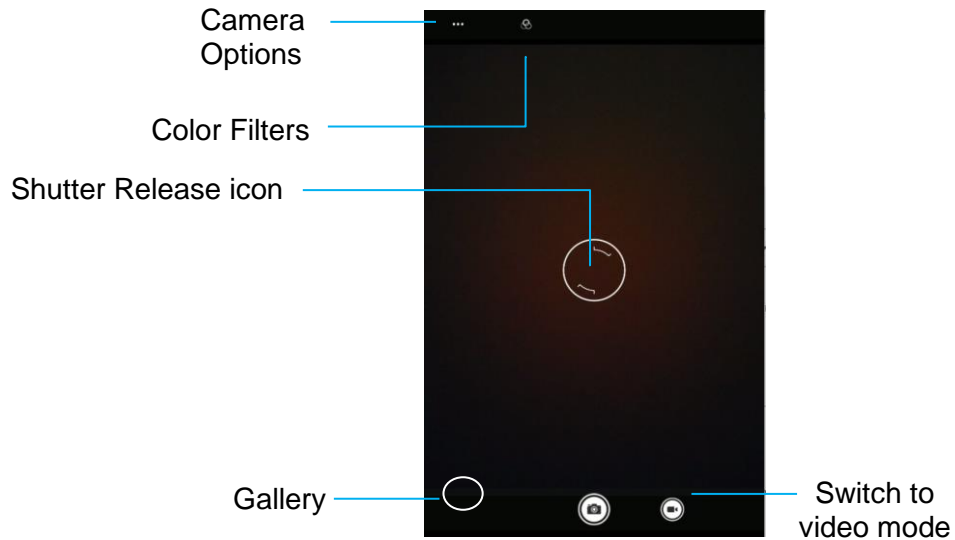 Camera
Options
Color Filters
Shutter Release icon
Gallery
Switch to
video mode